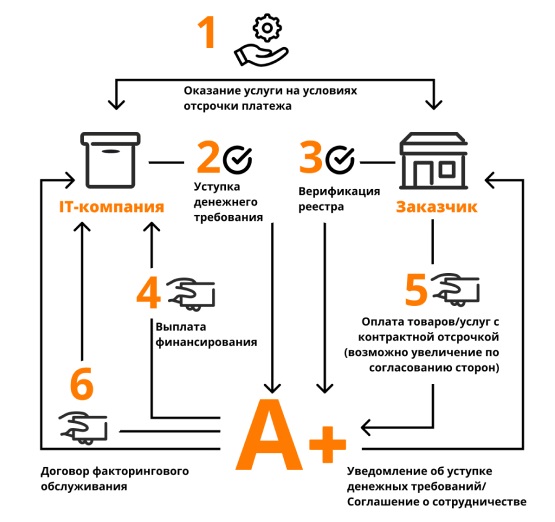 1
Оказание услуги на условиях
отсрочки платежа
2
Уступка
денежного
требования
3
Верификация
реестра
IT-компания
Заказчик
4
Выплата
финансирования
5
Оплата товаров/услуг с
контрактной отсрочкой
(возможно увеличение по
согласованию сторон)
6
A+
Договор факторингового
обслуживания
Уведомление об уступке
денежных требований/
Соглашение о сотрудничестве